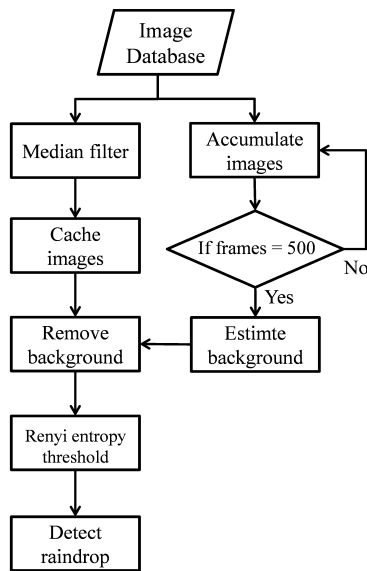 Image
Database
Median filter
Accumulate
images
Cache
images
If frames = 500
No
Yes
Remove
background
Estimte
background
Renyi entropy
threshold
Detect
raindrop